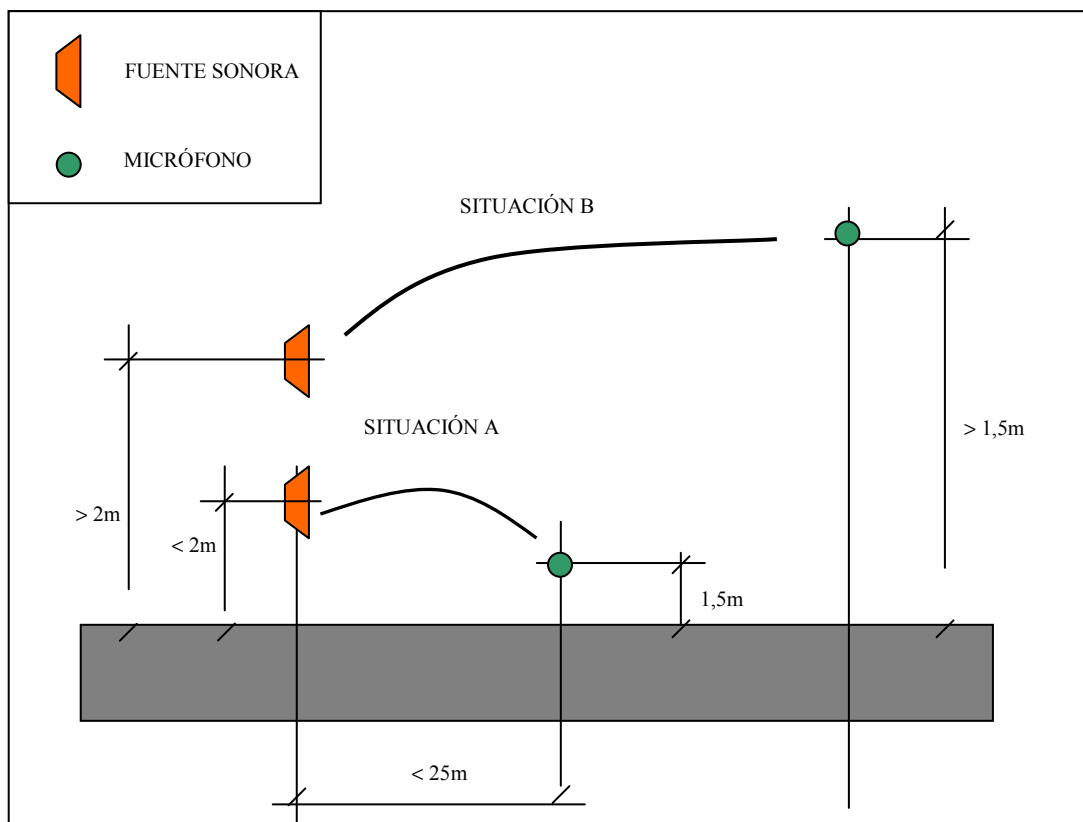 FUENTE SONORA
MICRÓFONO
SITUACIÓN B
SITUACIÓN A
> 1,5m
> 2m
< 2m
1,5m
< 25m